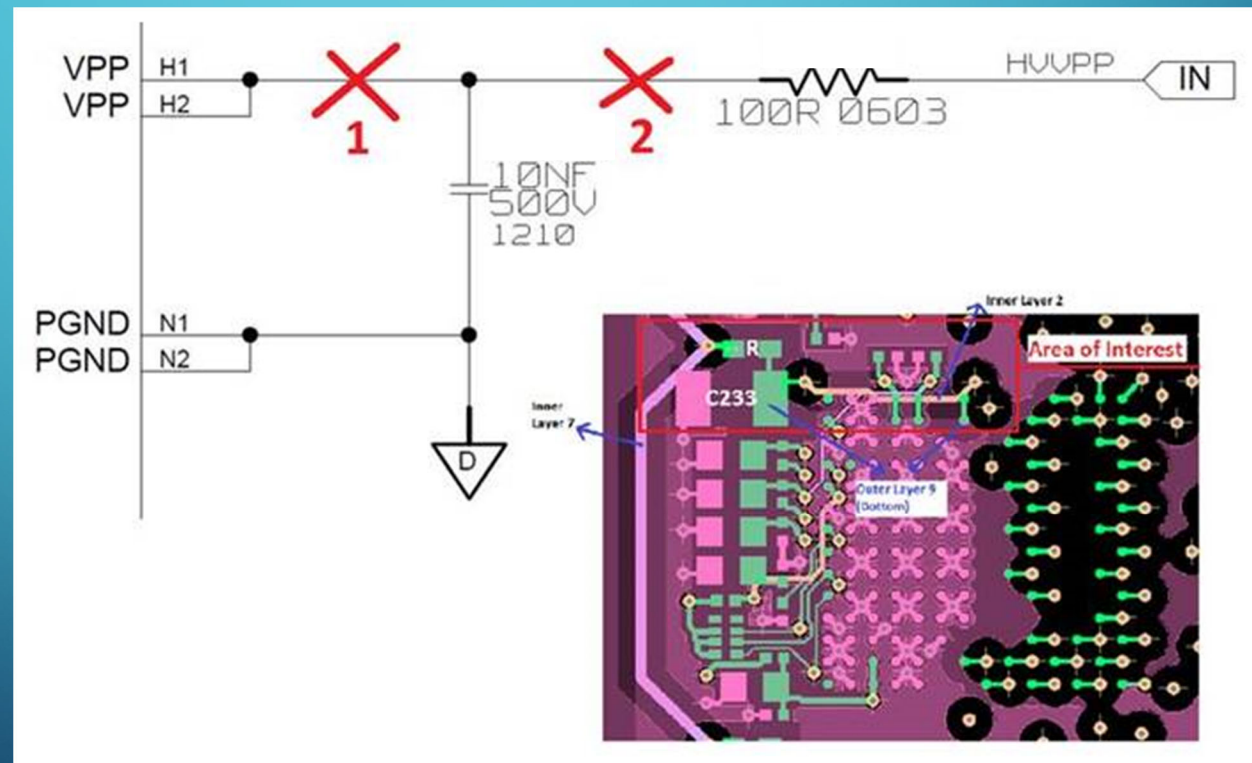 VPP H1
VPP H2
1
2
100R 0603
HVVPP
IN
10NF
500V
1210
PGND N1
PGND N2
D
Inner Layer 2
Area of Interest
R
C233
Inner
Layer 7
Outer Layer 9
(Bottom)